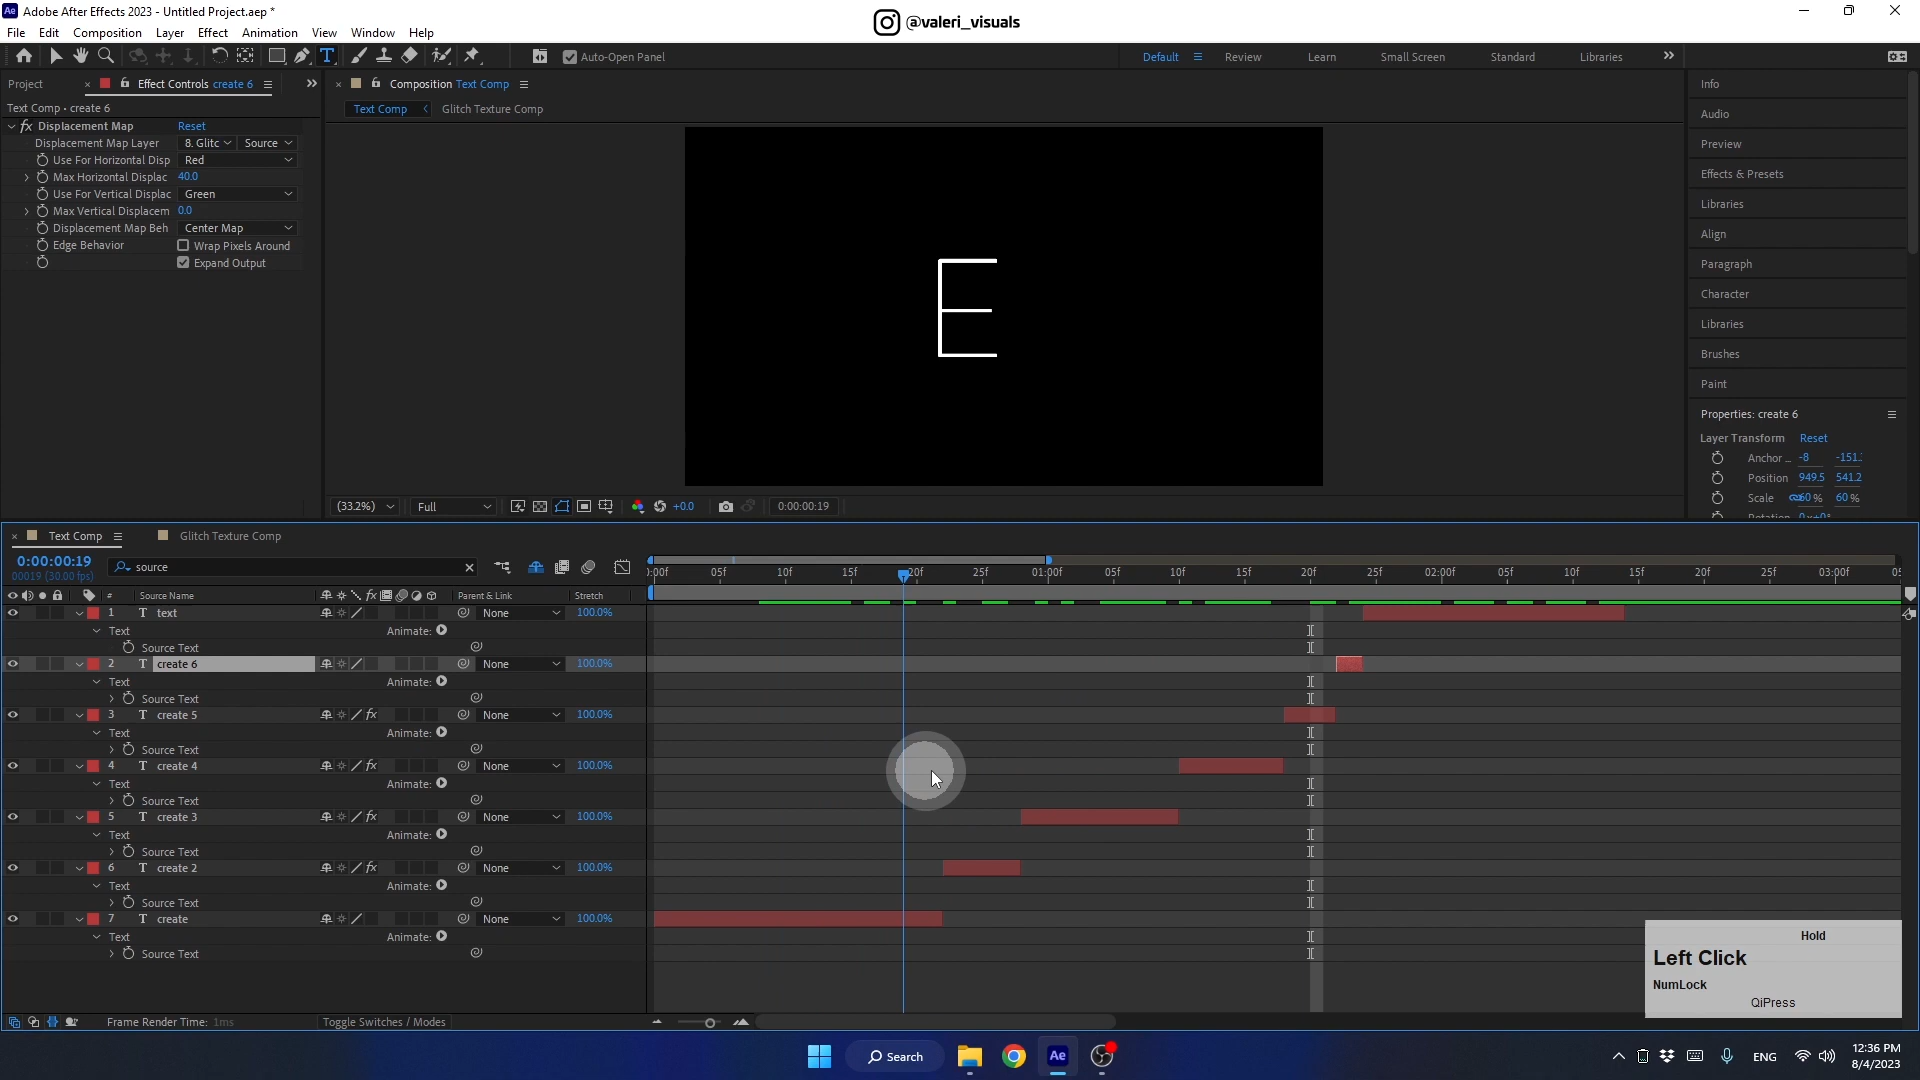 Adobe After Effects 2023 - Untitled Project.aep *
@valeri_visuals
File Edit Composition Layer Effect Animation View Window Help
Auto-Open Panel
Default Review Learn Small Screen Standard Libraries
Project Effect Controls create 6
Composition Text Comp
Text Comp • create 6
Text Comp Glitch Texture Comp
fx Displacement Map Reset
Displacement Map Layer 8. Glitc Source
Use For Horizontal Disp Red
Max Horizontal Displac 40.0
Use For Vertical Displac Green
Max Vertical Displacem 0.0
Displacement Map Beh Center Map
Edge Behavior Wrap Pixels Around
Expand Output
E
(33.2%) Full +0.0 0:00:00:19
Info
Audio
Preview
Effects & Presets
Libraries
Align
Paragraph
Character
Libraries
Brushes
Paint
Properties: create 6
Layer Transform Reset
Anchor .. -8 -151.
Position 949.5 541.2
Scale 60 % 60 %
Rotation 0x+0°
Text Comp Glitch Texture Comp
0:00:00:19
00019 (30.00 fps)
source
:00f 05f 10f 15f 20f 25f 01:00f 05f 10f 15f 20f 25f 02:00f 05f 10f 15f 20f 25f 03:00f 05
# Source Name fx Parent & Link Stretch
1 T text None 100.0%
Text Animate:
Source Text
2 T create 6 None 100.0%
Text Animate:
Source Text
3 T create 5 fx None 100.0%
Text Animate:
Source Text
4 T create 4 fx None 100.0%
Text Animate:
Source Text
5 T create 3 fx None 100.0%
Text Animate:
Source Text
6 T create 2 fx None 100.0%
Text Animate:
Source Text
7 T create None 100.0%
Text Animate:
Source Text
Hold
Left Click
NumLock
QiPress
Frame Render Time: 1ms Toggle Switches / Modes
Search
Ae
ENG
12:36 PM
8/4/2023